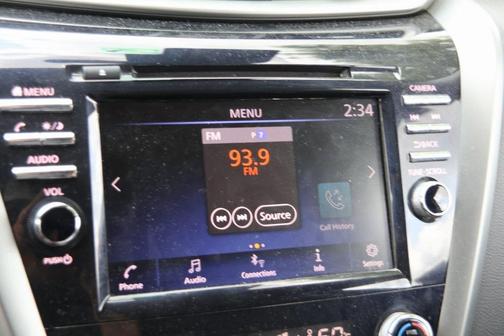 MENU
CAMERA
MENU 2:34
FM P 7
93.9
FM
BACK
AUDIO
TUNE·SCROLL
VOL
Source
Call History
PUSH
Phone Audio Connections Info Settings